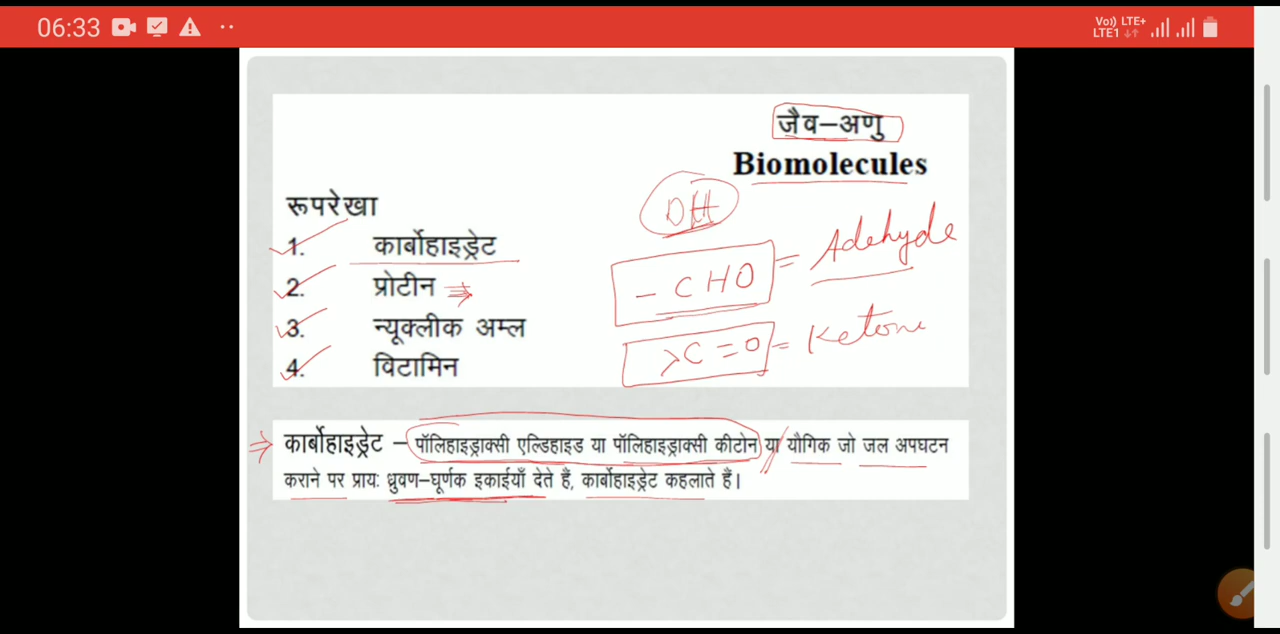 06:33
Vo)) LTE+
LTE1
जैव–अणु
Biomolecules
रूपरेखा
1. कार्बोहाइड्रेट
2. प्रोटीन
3. न्यूक्लीक अम्ल
4. विटामिन
– CHO = Adehyde
>C = O = Ketone
कार्बोहाइड्रेट – पॉलिहाइड्राक्सी एल्डिहाइड या पॉलिहाइड्राक्सी कीटोन या यौगिक जो जल अपघटन
कराने पर प्रायः ध्रुवण–घूर्णक इकाईयाँ देते हैं, कार्बोहाइड्रेट कहलाते हैं।